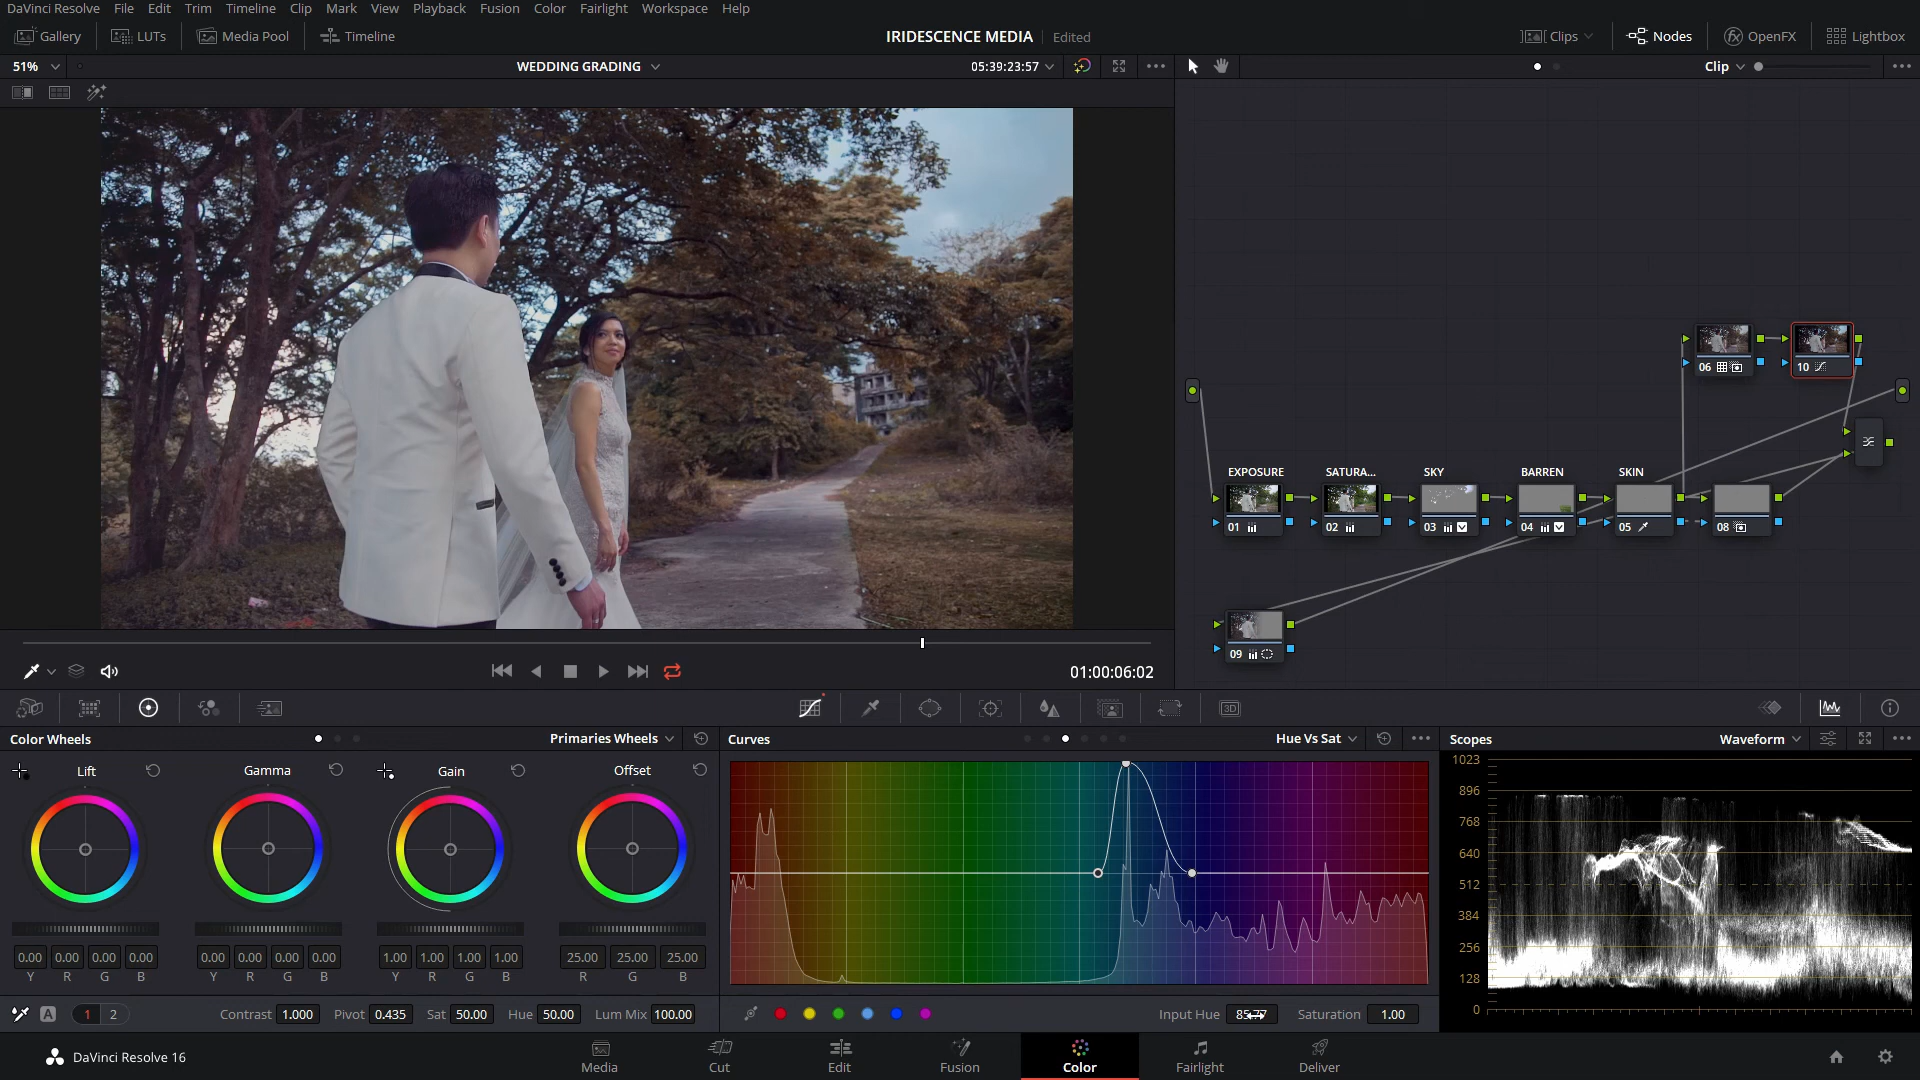 DaVinci Resolve File Edit Trim Timeline Clip Mark View Playback Fusion Color Fairlight Workspace Help
Gallery LUTs Media Pool Timeline IRIDESCENCE MEDIA Edited Clips Nodes OpenFX Lightbox
51% WEDDING GRADING 05:39:23:57 Clip
06 10
EXPOSURE SATURA... SKY BARREN SKIN
01 02 03 04 05 08
09
01:00:06:02
3D
Color Wheels Primaries Wheels Curves Hue Vs Sat Scopes Waveform
Lift Gamma Gain Offset
1023
896
768
640
512
384
256
128
0
0.00 0.00 0.00 0.00 0.00 0.00 0.00 0.00 1.00 1.00 1.00 1.00 25.00 25.00 25.00
Y R G B Y R G B Y R G B R G B
A 1 2 Contrast 1.000 Pivot 0.435 Sat 50.00 Hue 50.00 Lum Mix 100.00 Input Hue Saturation 1.00
DaVinci Resolve 16 Media Cut Edit Fusion Color Fairlight Deliver